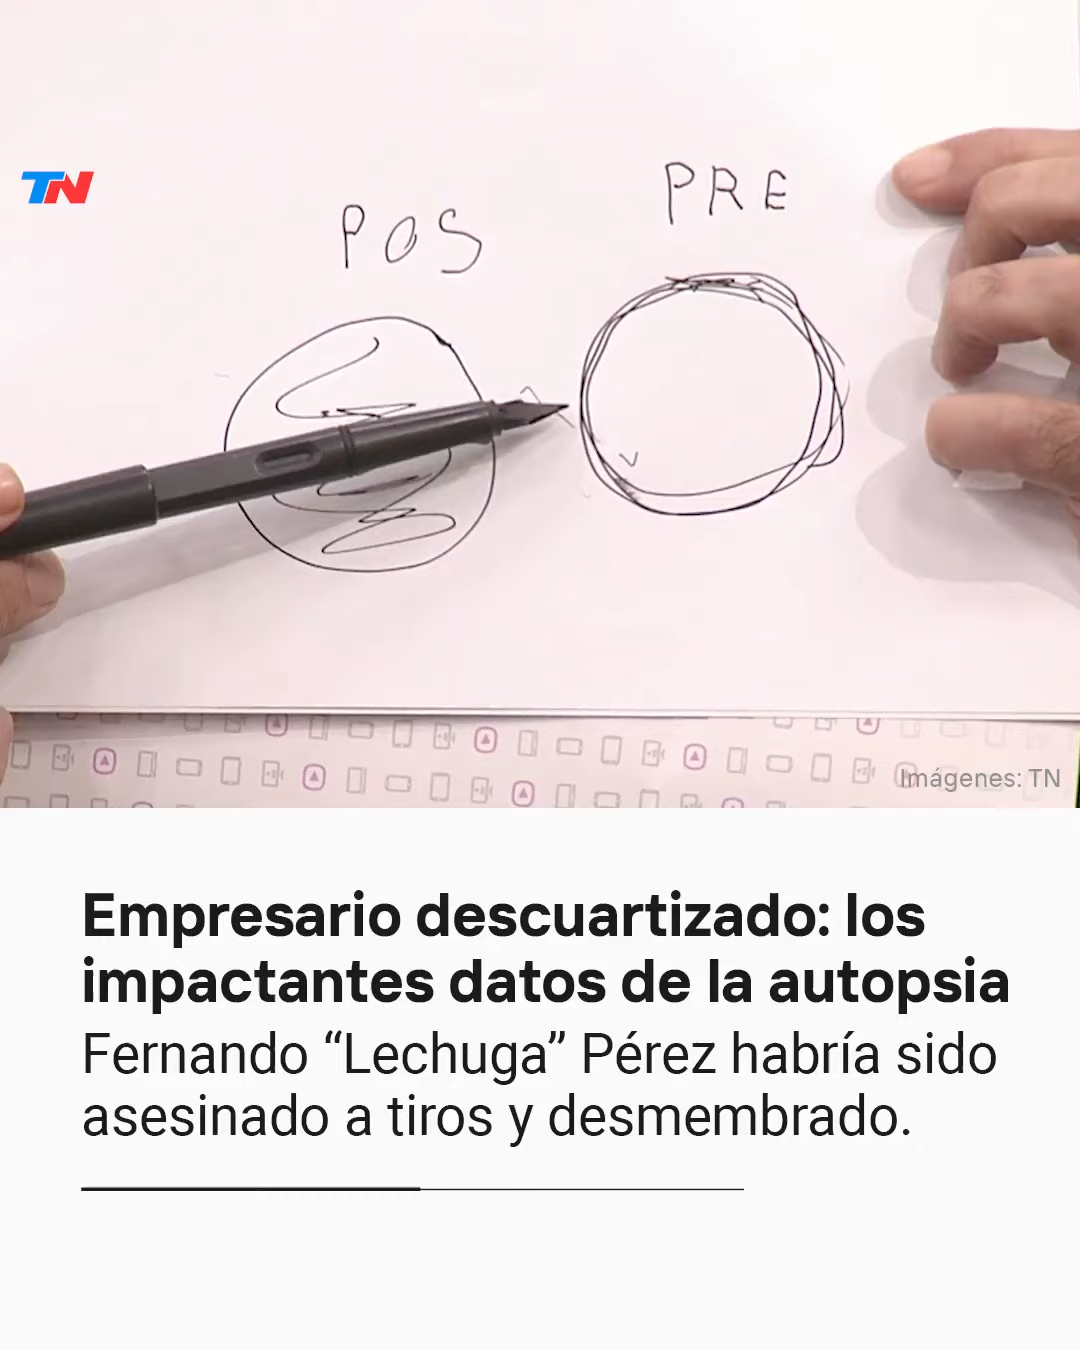 TN
PRE
POS
Imágenes: TN
Empresario descuartizado: los
impactantes datos de la autopsia
Fernando “Lechuga” Pérez habría sido
asesinado a tiros y desmembrado.